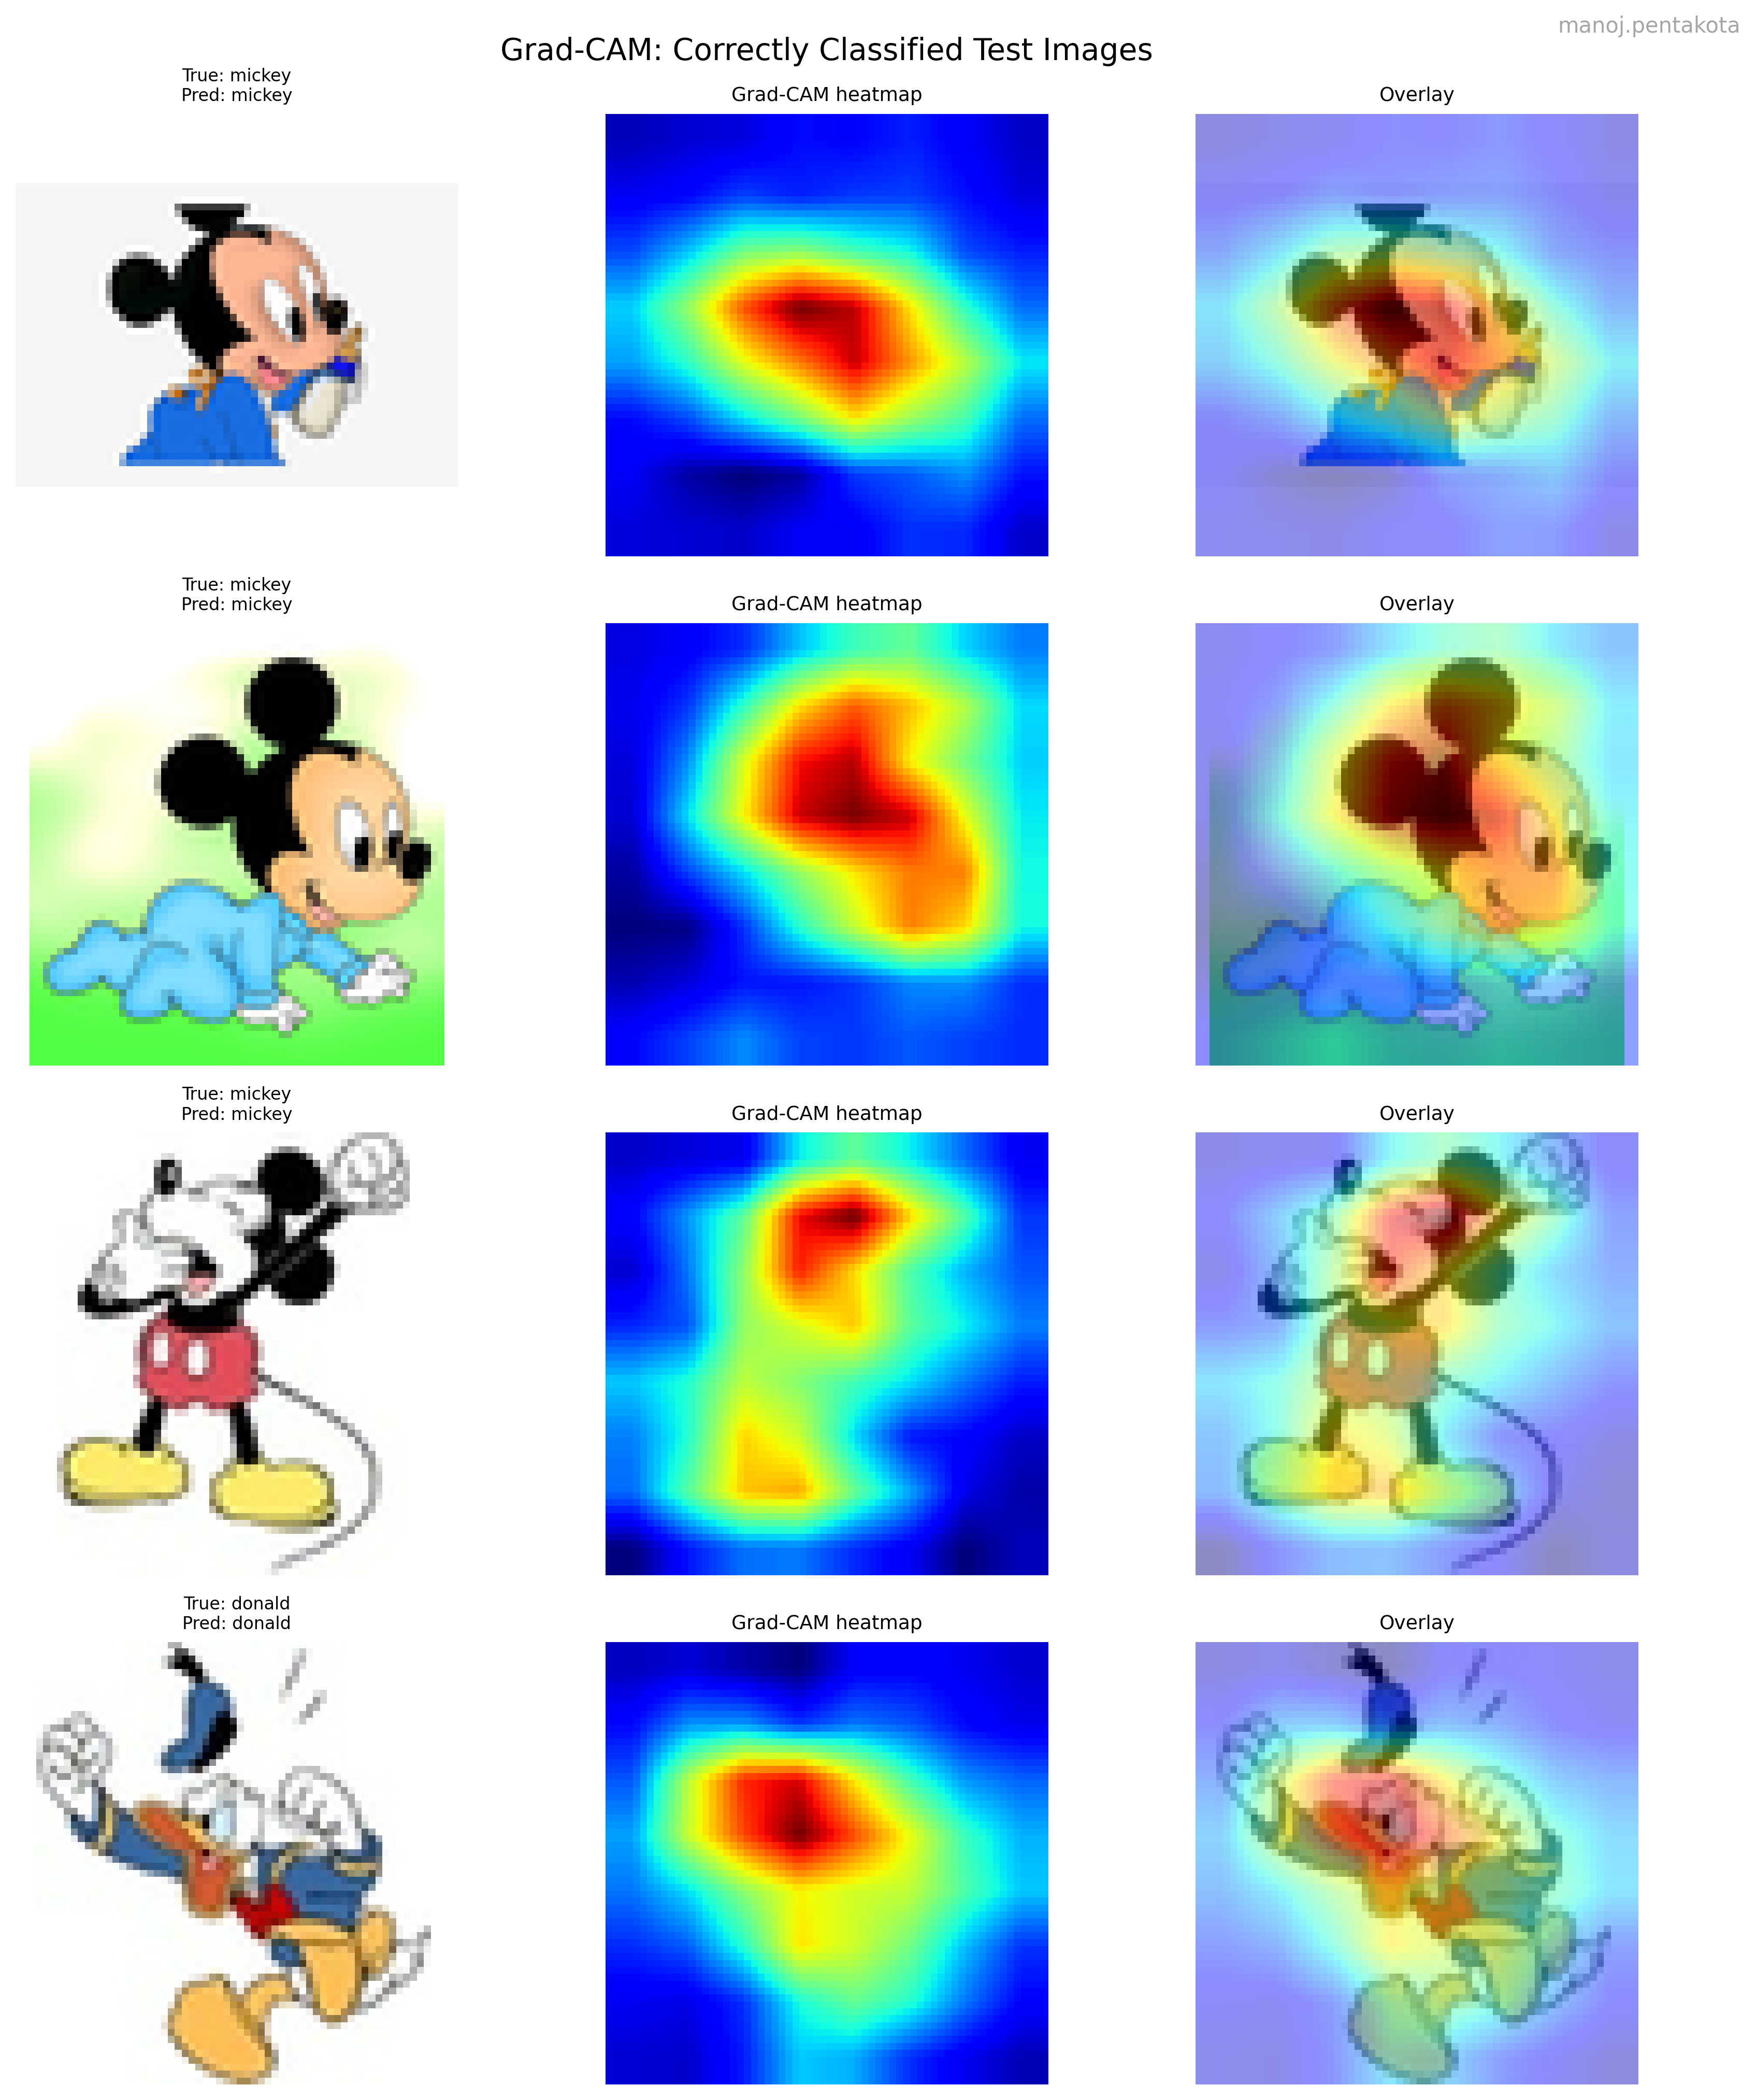 manoj.pentakota
Grad-CAM: Correctly Classified Test Images
True: mickey
Pred: mickey
Grad-CAM heatmap
Overlay
True: mickey
Pred: mickey
Grad-CAM heatmap
Overlay
True: mickey
Pred: mickey
Grad-CAM heatmap
Overlay
True: donald
Pred: donald
Grad-CAM heatmap
Overlay